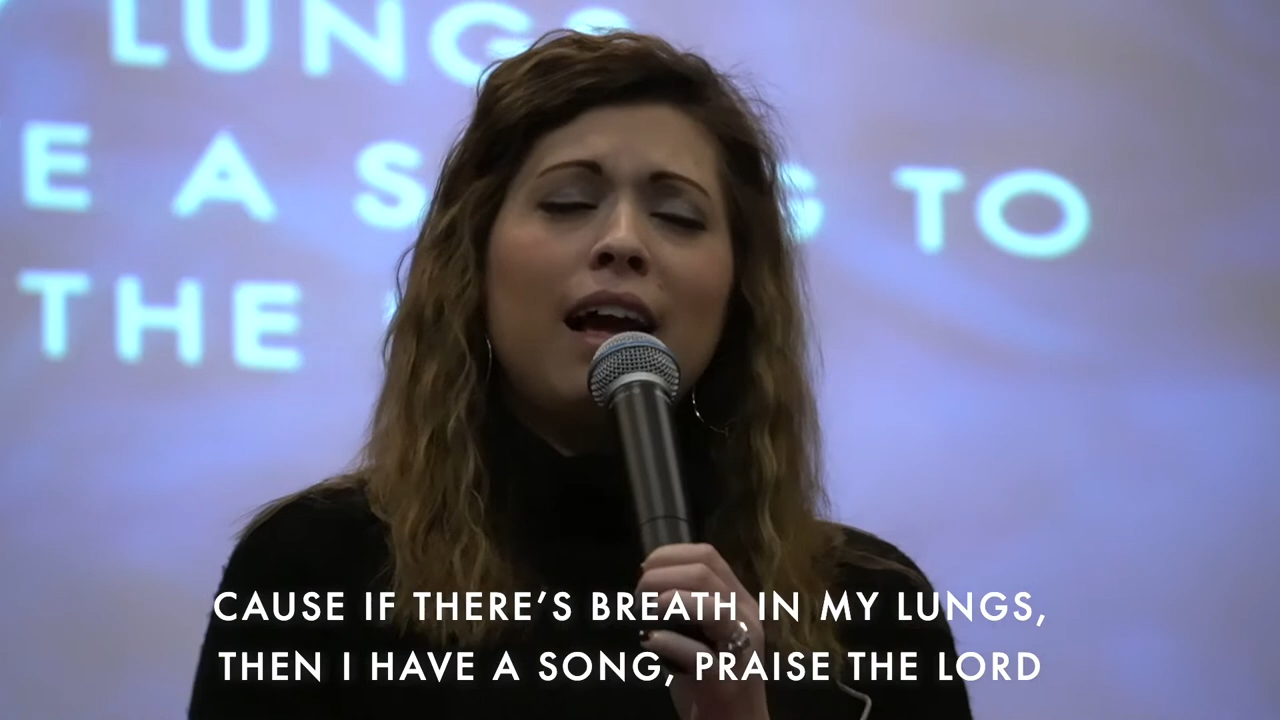 LUNGS
E A S G TO
THE
CAUSE IF THERE’S BREATH IN MY LUNGS,
THEN I HAVE A SONG, PRAISE THE LORD